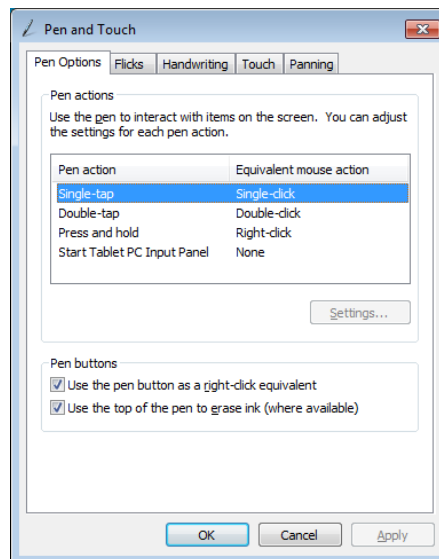 Pen and Touch
Pen Options Flicks Handwriting Touch Panning
Pen actions
Use the pen to interact with items on the screen. You can adjust
the settings for each pen action.
Pen action Equivalent mouse action
Single-tap Single-click
Double-tap Double-click
Press and hold Right-click
Start Tablet PC Input Panel None
Settings...
Pen buttons
Use the pen button as a right-click equivalent
Use the top of the pen to erase ink (where available)
OK Cancel Apply